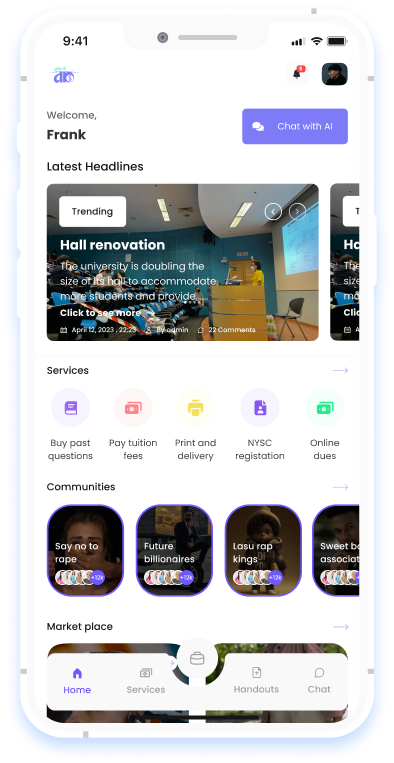 9:41
Welcome,
Frank
Chat with AI
Latest Headlines
Trending
Hall renovation
The university is doubling the
size of its hall to accommodate
more students and provide.....
Click to see more
April 12, 2023 , 22:23 By admin 22 Comments
T
Ha
The
size
mor
Clic
A
Services
Buy past
questions
Pay tuition
fees
Print and
delivery
NYSC
registation
Online
dues
Communities
Say no to
rape
+12k
Future
billionaires
+12k
Lasu rap
kings
+12k
Sweet bo
associat
Market place
Home
Services
Handouts
Chat